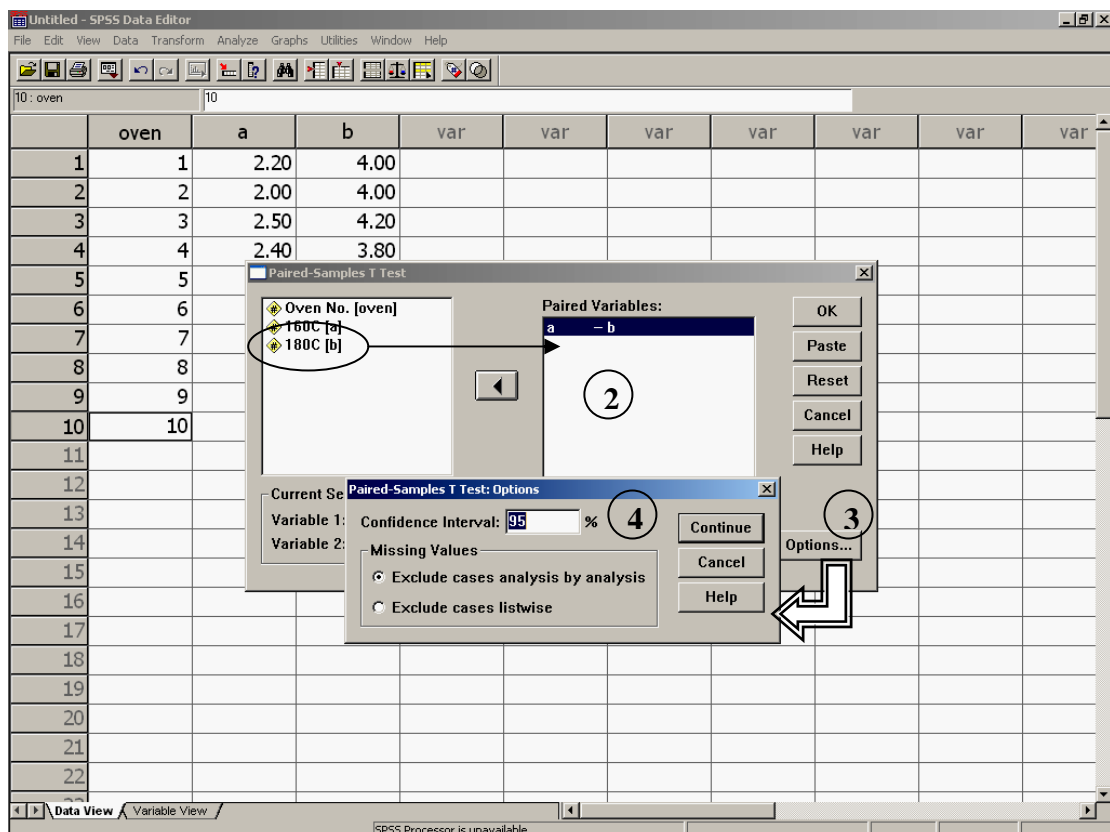 Untitled - SPSS Data Editor
File Edit View Data Transform Analyze Graphs Utilities Window Help
10 : oven 10
oven a b var var var var var var var
1 1 2.20 4.00
2 2 2.00 4.00
3 3 2.50 4.20
4 4 2.40 3.80
5 5
6 6
7 7
8 8
9 9
10 10
11
12
13
14
15
16
17
18
19
20
21
22
Paired-Samples T Test
Oven No. [oven]
160C [a]
180C [b]
Paired Variables:
a – b
2
OK
Paste
Reset
Cancel
Help
3
Options...
Current Se
Variable 1:
Variable 2:
Paired-Samples T Test: Options
Confidence Interval: 95 % 4
Missing Values
Exclude cases analysis by analysis
Exclude cases listwise
Continue
Cancel
Help
Data View Variable View
SPSS Processor is unavailable